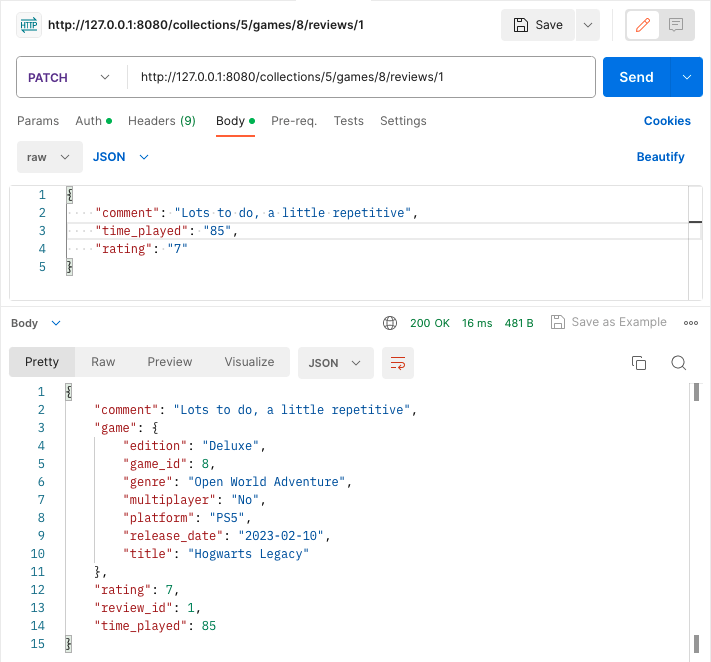 HTTP http://127.0.0.1:8080/collections/5/games/8/reviews/1 Save
PATCH http://127.0.0.1:8080/collections/5/games/8/reviews/1 Send
Params Auth Headers (9) Body Pre-req. Tests Settings Cookies
raw JSON Beautify
1 {
2 "comment": "Lots to do, a little repetitive",
3 "time_played": "85",
4 "rating": "7"
5 }
Body 200 OK 16 ms 481 B Save as Example
Pretty Raw Preview Visualize JSON
1 {
2 "comment": "Lots to do, a little repetitive",
3 "game": {
4 "edition": "Deluxe",
5 "game_id": 8,
6 "genre": "Open World Adventure",
7 "multiplayer": "No",
8 "platform": "PS5",
9 "release_date": "2023-02-10",
10 "title": "Hogwarts Legacy"
11 },
12 "rating": 7,
13 "review_id": 1,
14 "time_played": 85
15 }